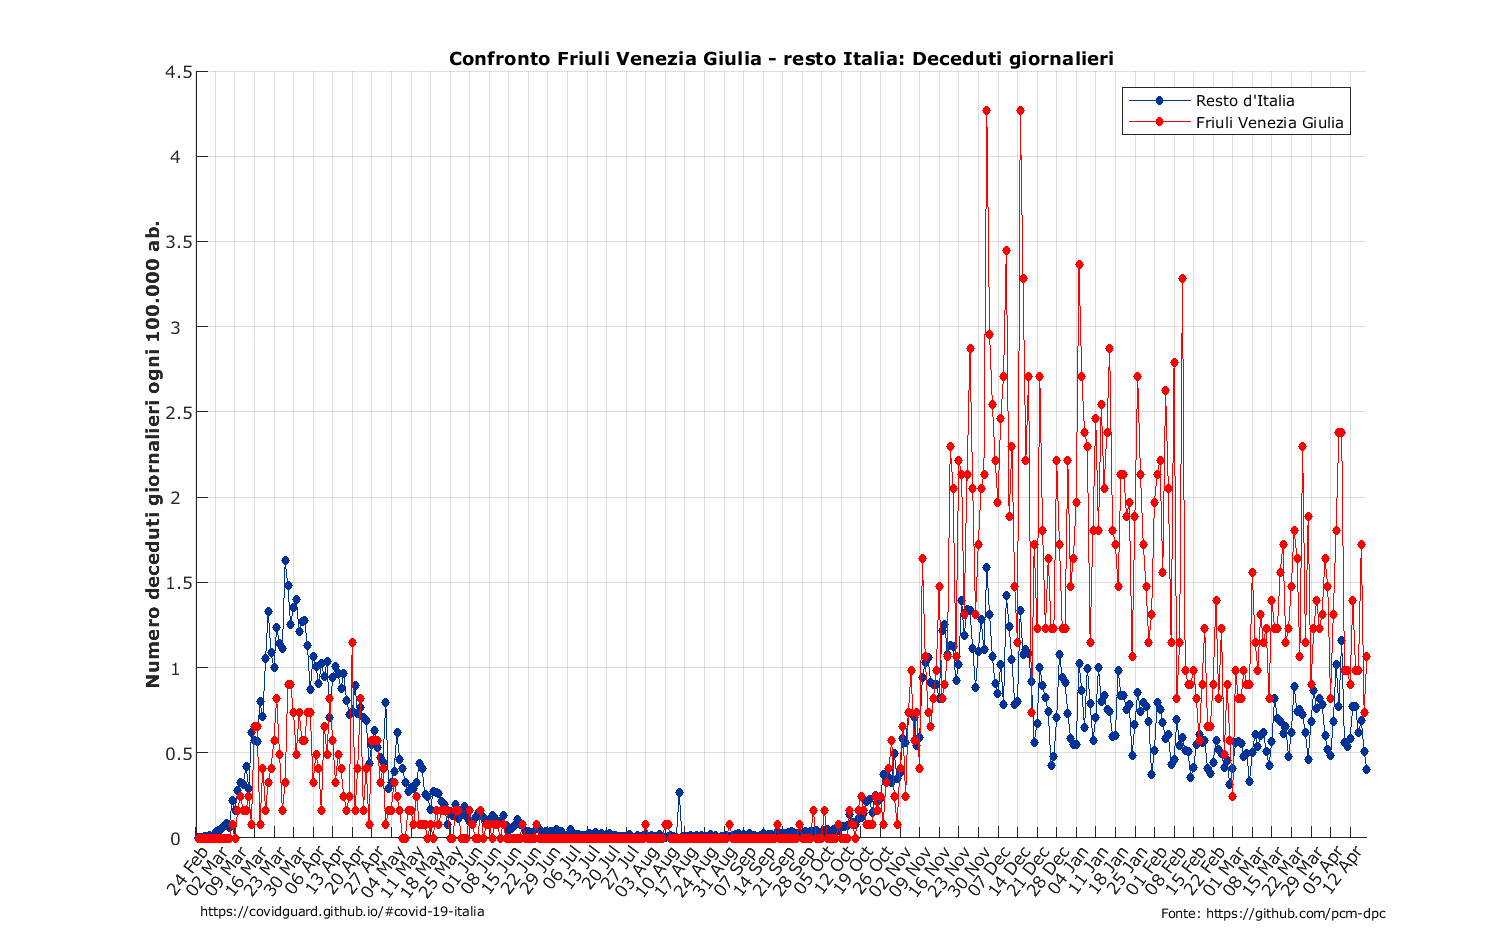 Confronto Friuli Venezia Giulia - resto Italia: Deceduti giornalieri
Numero deceduti giornalieri ogni 100.000 ab.
4.5
4
3.5
3
2.5
2
1.5
1
0.5
0
Resto d'Italia
Friuli Venezia Giulia
24 Feb
02 Mar
09 Mar
16 Mar
23 Mar
30 Mar
06 Apr
13 Apr
20 Apr
27 Apr
04 May
11 May
18 May
25 May
01 Jun
08 Jun
15 Jun
22 Jun
29 Jun
06 Jul
13 Jul
20 Jul
27 Jul
03 Aug
10 Aug
17 Aug
24 Aug
31 Aug
07 Sep
14 Sep
21 Sep
28 Sep
05 Oct
12 Oct
19 Oct
26 Oct
02 Nov
09 Nov
16 Nov
23 Nov
30 Nov
07 Dec
14 Dec
21 Dec
28 Dec
04 Jan
11 Jan
18 Jan
25 Jan
01 Feb
08 Feb
15 Feb
22 Feb
01 Mar
08 Mar
15 Mar
22 Mar
29 Mar
05 Apr
12 Apr
https://covidguard.github.io/#covid-19-italia
Fonte: https://github.com/pcm-dpc